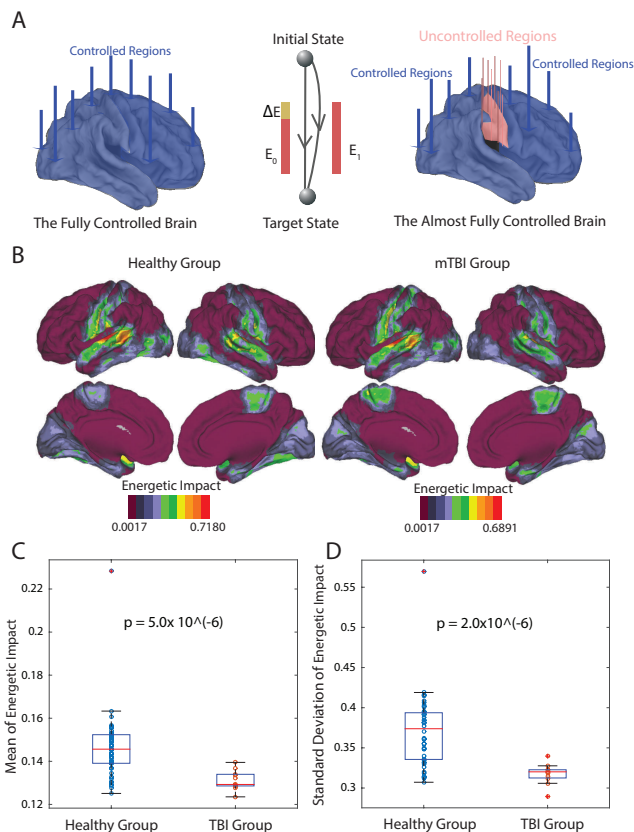 A
Controlled Regions
The Fully Controlled Brain
Initial State
ΔE
E0
E1
Target State
Uncontrolled Regions
Controlled Regions
Controlled Regions
The Almost Fully Controlled Brain
B
Healthy Group
mTBI Group
Energetic Impact
0.0017
0.7180
Energetic Impact
0.0017
0.6891
C
Mean of Energetic Impact
0.22
0.2
0.18
0.16
0.14
0.12
p = 5.0x 10^(-6)
Healthy Group
TBI Group
D
Standard Deviation of Energetic Impact
0.55
0.5
0.45
0.4
0.35
0.3
p = 2.0x10^(-6)
Healthy Group
TBI Group